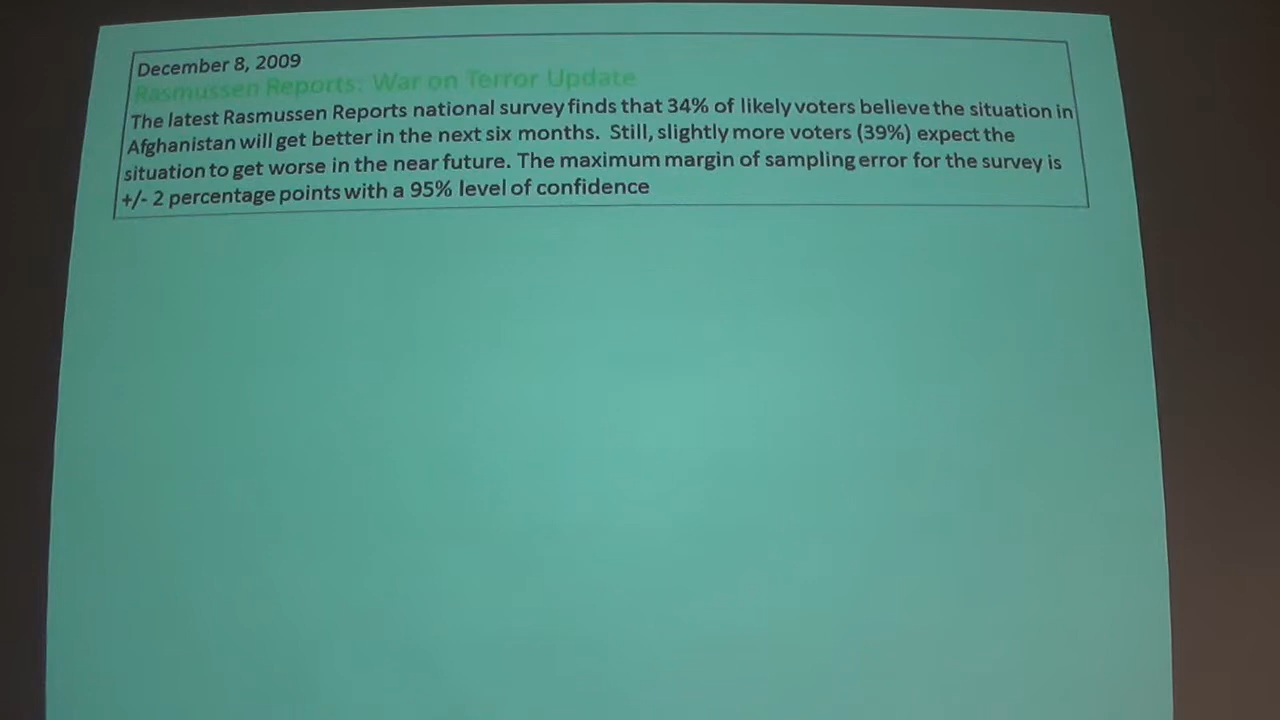 December 8, 2009
Rasmussen Reports: War on Terror Update
The latest Rasmussen Reports national survey finds that 34% of likely voters believe the situation in
Afghanistan will get better in the next six months. Still, slightly more voters (39%) expect the
situation to get worse in the near future. The maximum margin of sampling error for the survey is
+/- 2 percentage points with a 95% level of confidence